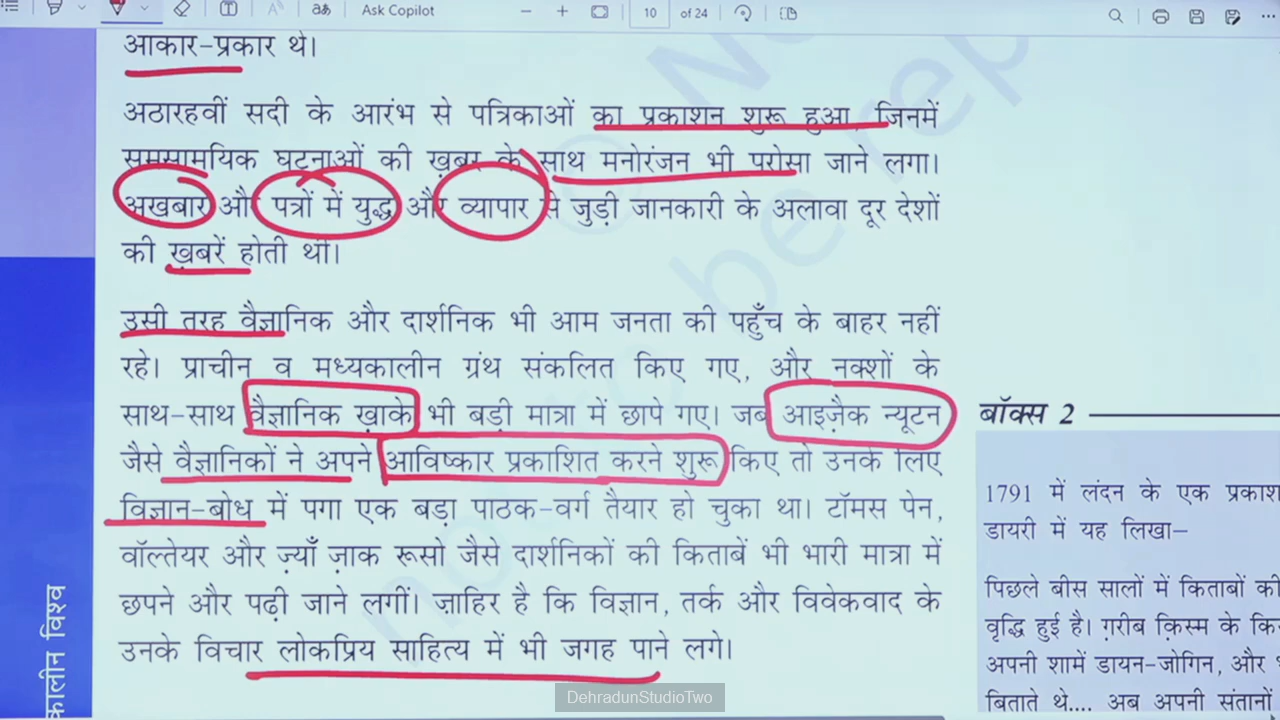 Ask Copilot
10 of 24
आकार-प्रकार थे।
अठारहवीं सदी के आरंभ से पत्रिकाओं का प्रकाशन शुरू हुआ, जिनमें
समसामयिक घटनाओं की ख़बर के साथ मनोरंजन भी परोसा जाने लगा।
अख़बार और पत्रों में युद्ध और व्यापार से जुड़ी जानकारी के अलावा दूर देशों
की ख़बरें होती थीं।
उसी तरह वैज्ञानिक और दार्शनिक भी आम जनता की पहुँच के बाहर नहीं
रहे। प्राचीन व मध्यकालीन ग्रंथ संकलित किए गए, और नक्शों के
साथ-साथ वैज्ञानिक ख़ाके भी बड़ी मात्रा में छापे गए। जब आइज़ैक न्यूटन
जैसे वैज्ञानिकों ने अपने आविष्कार प्रकाशित करने शुरू किए तो उनके लिए
विज्ञान-बोध में पगा एक बड़ा पाठक-वर्ग तैयार हो चुका था। टॉमस पेन,
वॉल्तेयर और ज़्याँ ज़ाक रूसो जैसे दार्शनिकों की किताबें भी भारी मात्रा में
छपने और पढ़ी जाने लगीं। ज़ाहिर है कि विज्ञान, तर्क और विवेकवाद के
उनके विचार लोकप्रिय साहित्य में भी जगह पाने लगे।
बॉक्स 2
1791 में लंदन के एक प्रकाश
डायरी में यह लिखा–
पिछले बीस सालों में किताबों की
वृद्धि हुई है। ग़रीब क़िस्म के कि
अपनी शामें डायन-जोगिन, और
बिताते थे.... अब अपनी संतानों
कालीन विश्व
be rep
DehradunStudioTwo